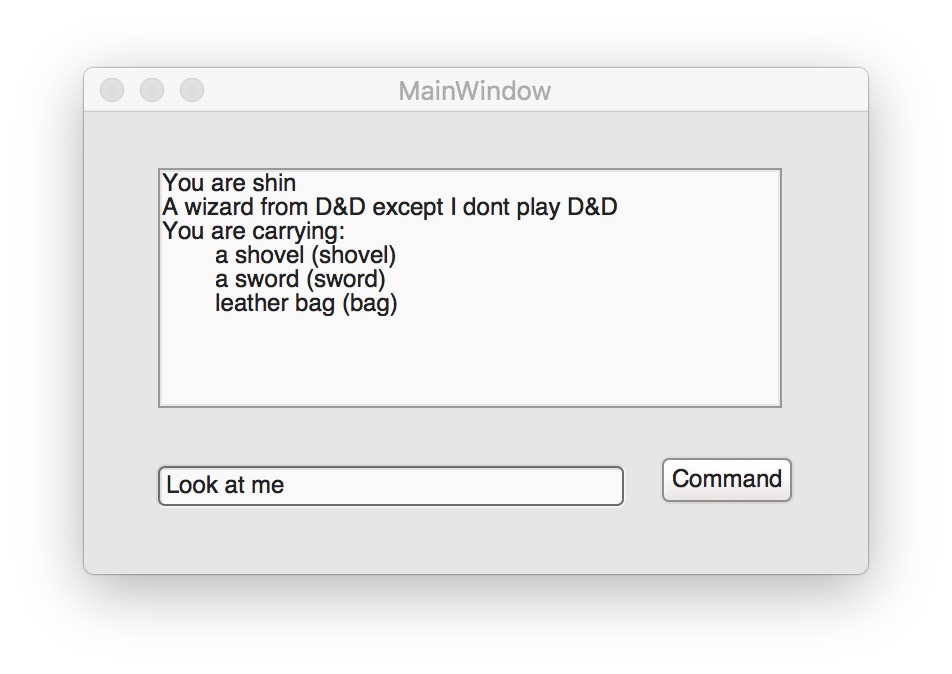 MainWindow
You are shin
A wizard from D&D except I dont play D&D
You are carrying:
a shovel (shovel)
a sword (sword)
leather bag (bag)
Look at me
Command